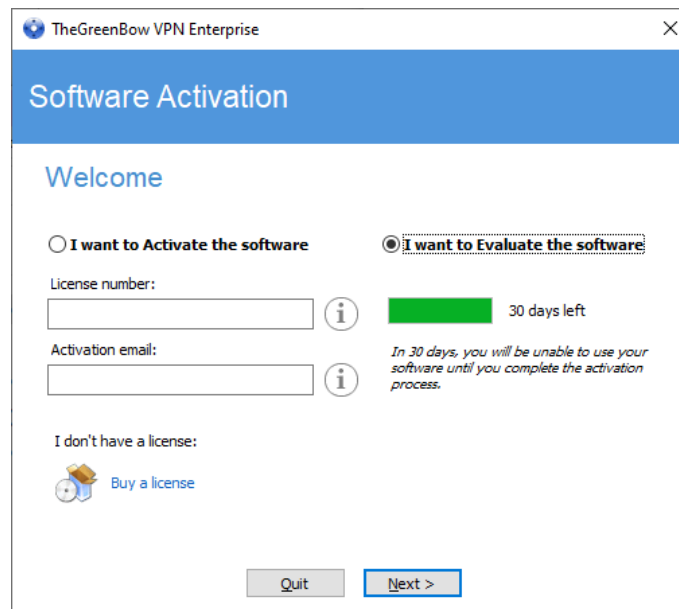 TheGreenBow VPN Enterprise
Software Activation
Welcome
I want to Activate the software
I want to Evaluate the software
License number:
30 days left
Activation email:
In 30 days, you will be unable to use your
software until you complete the activation
process.
I don't have a license:
Buy a license
Quit
Next >